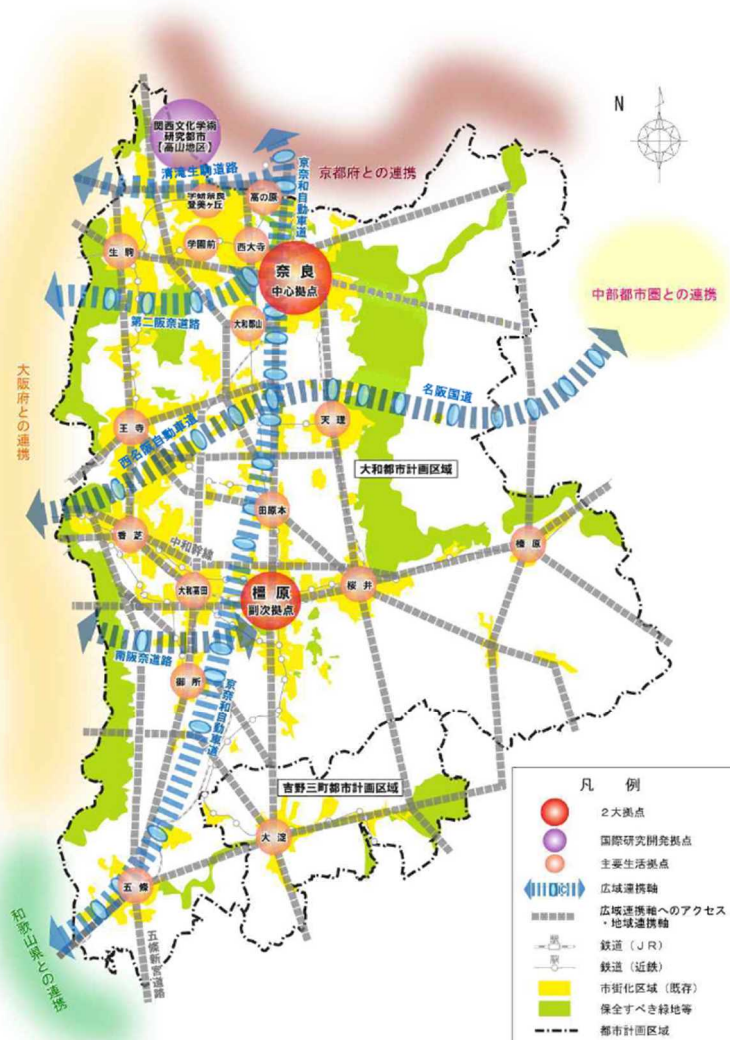 N
関西文化学術
研究都市
【高山地区】
清滝生駒道路
京奈和自動車道
京都府との連携
学研奈良
登美ヶ丘
高の原
生駒
学園前
西大寺
奈良
中心拠点
中部都市圏との連携
第二阪奈道路
大和郡山
大阪府との連携
名阪国道
王寺
天理
西名阪自動車道
大和都市計画区域
田原本
香芝
中和幹線
榛原
大和高田
橿原
副次拠点
桜井
南阪奈道路
御所
京奈和自動車道
吉野三町都市計画区域
大淀
五條
和歌山県との連携
五條新宮道路
凡例
2大拠点
国際研究開発拠点
主要生活拠点
広域連携軸
広域連携軸へのアクセス
・地域連携軸
駅
鉄道（JR）
駅
鉄道（近鉄）
市街化区域（既存）
保全すべき緑地等
都市計画区域